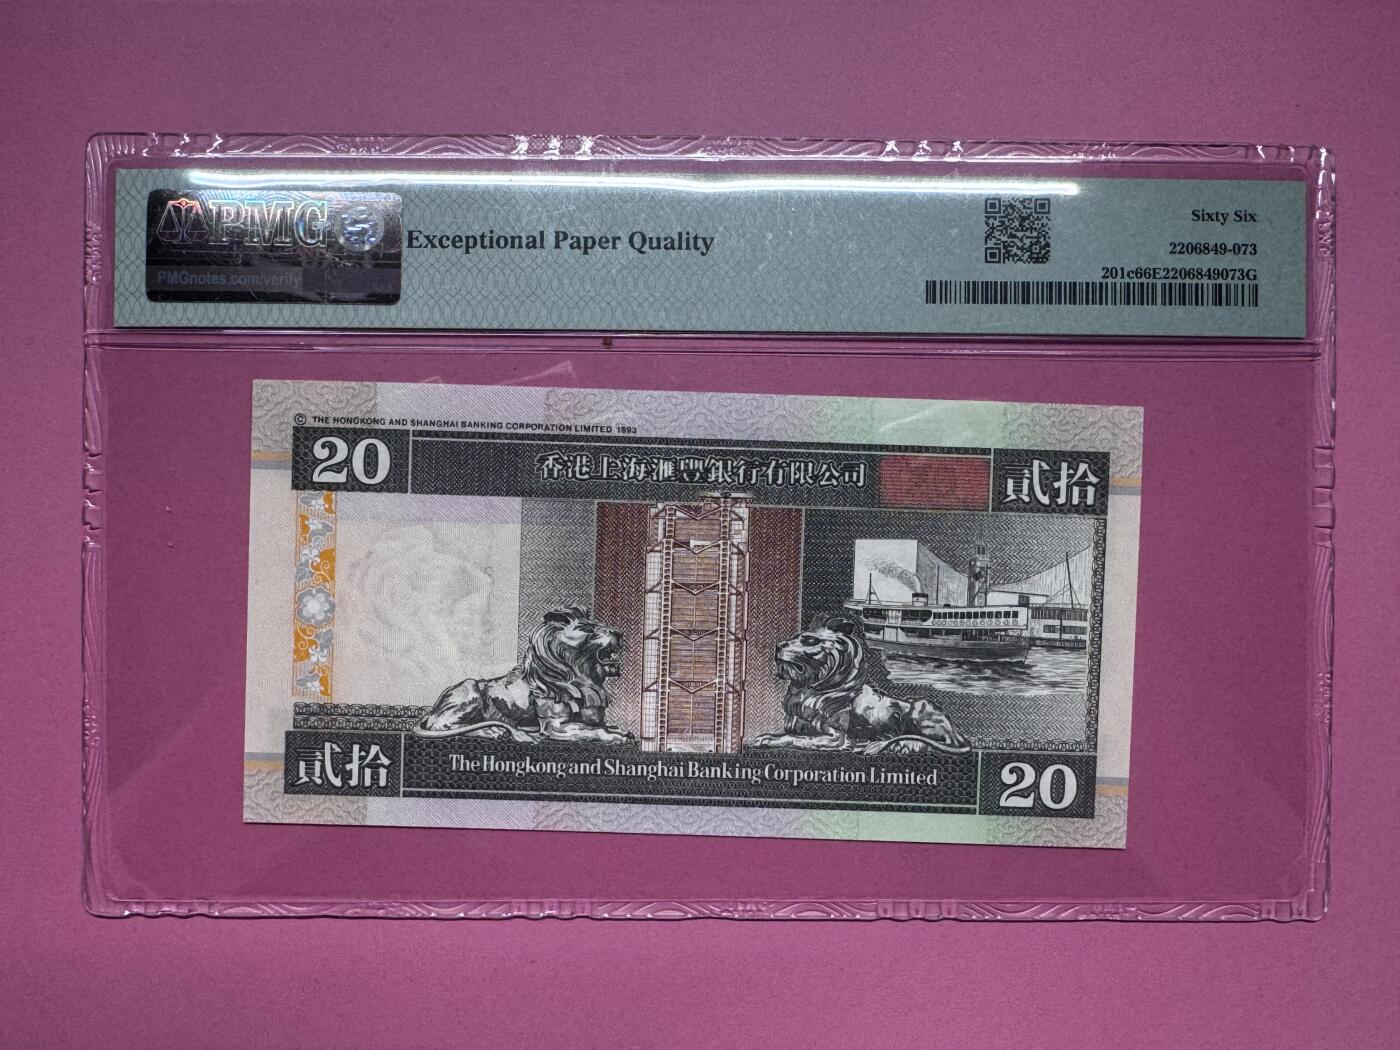 PMG
PMGnotes.com/verify
Exceptional Paper Quality
Sixty Six
2206849-073
201c66E2206849073G
© THE HONGKONG AND SHANGHAI BANKING CORPORATION LIMITED 1993
20
香港上海滙豐銀行有限公司
貳拾
貳拾
The Hongkong and Shanghai Banking Corporation Limited
20